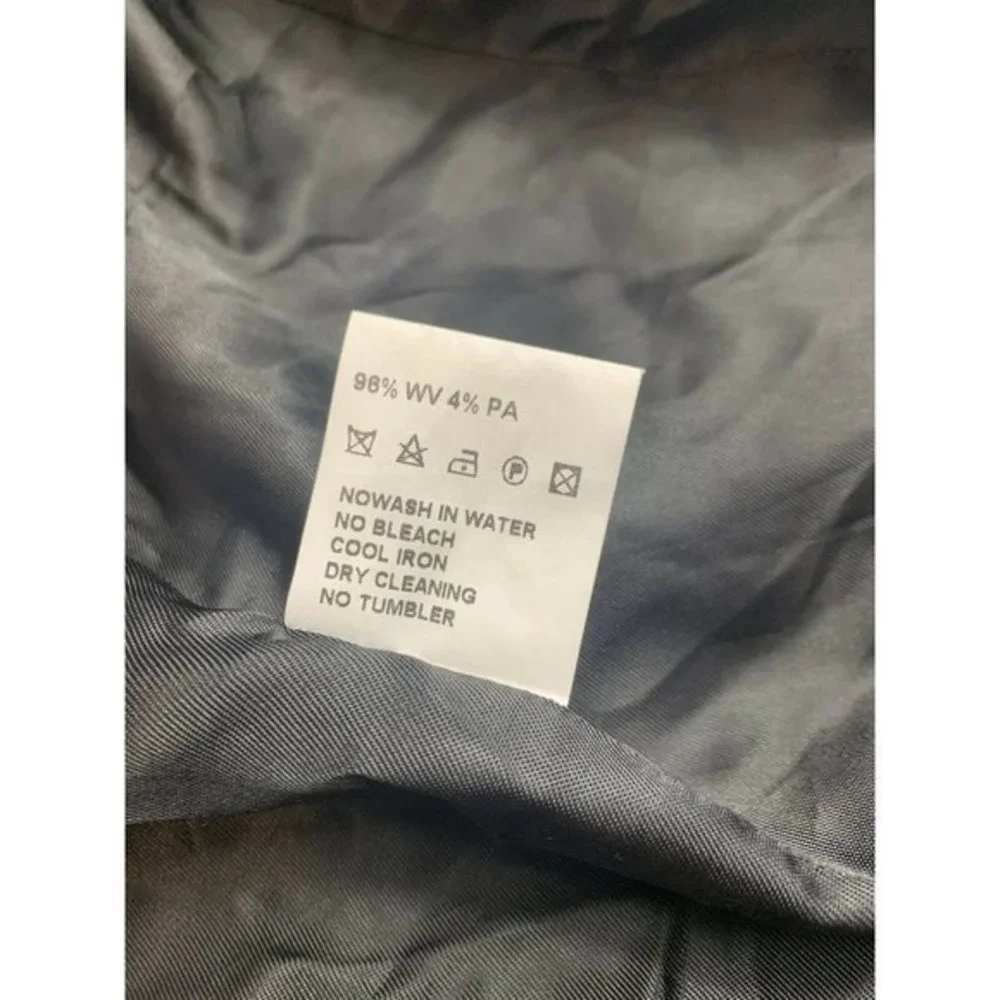 96% WV 4% PA
P
NOWASH IN WATER
NO BLEACH
COOL IRON
DRY CLEANING
NO TUMBLER